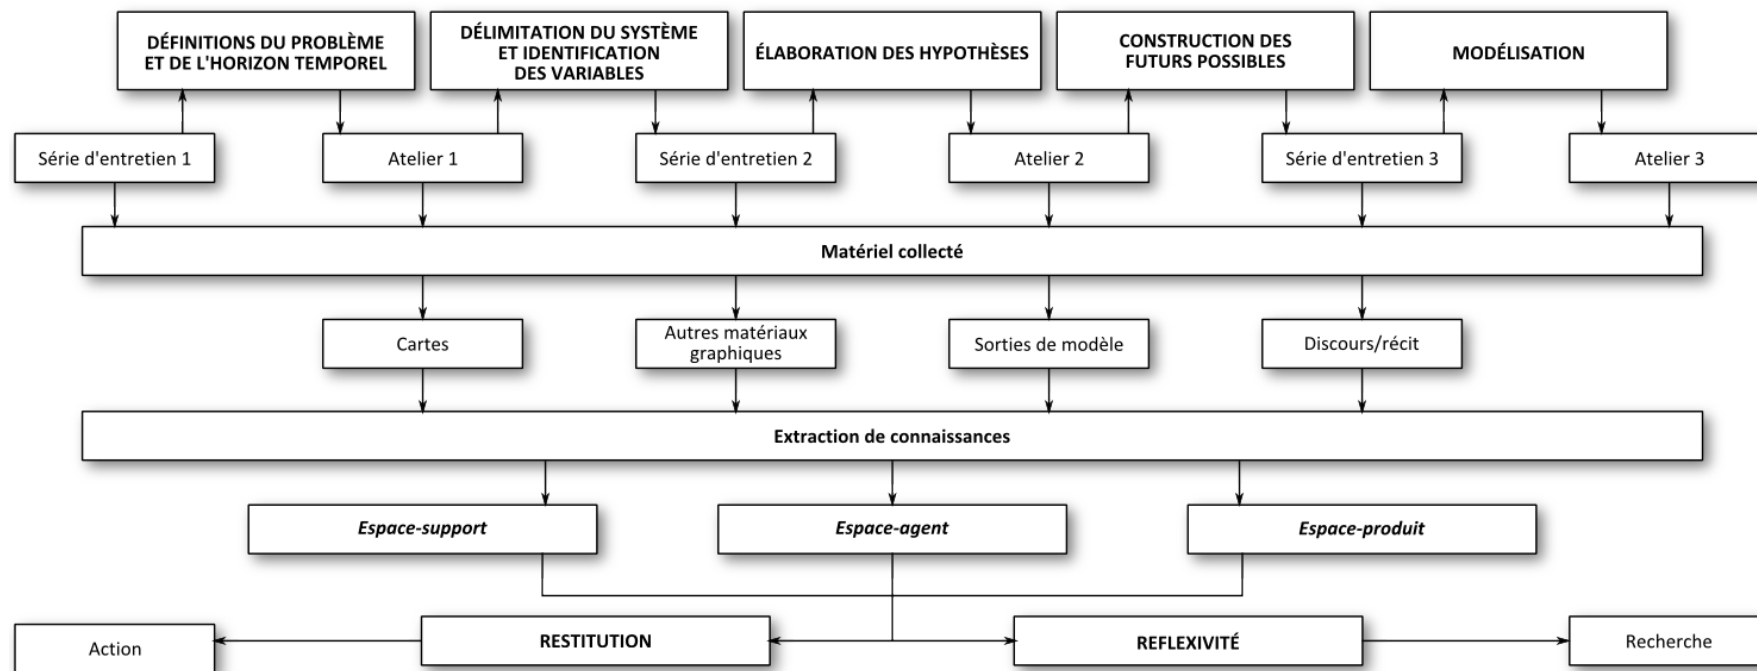 DÉFINITIONS DU PROBLÈME
ET DE L'HORIZON TEMPOREL
DÉLIMITATION DU SYSTÈME
ET IDENTIFICATION
DES VARIABLES
ÉLABORATION DES HYPOTHÈSES
CONSTRUCTION DES
FUTURS POSSIBLES
MODÉLISATION
Série d'entretien 1
Atelier 1
Série d'entretien 2
Atelier 2
Série d'entretien 3
Atelier 3
Matériel collecté
Cartes
Autres matériaux
graphiques
Sorties de modèle
Discours/récit
Extraction de connaissances
Espace-support
Espace-agent
Espace-produit
Action
RESTITUTION
REFLEXIVITÉ
Recherche